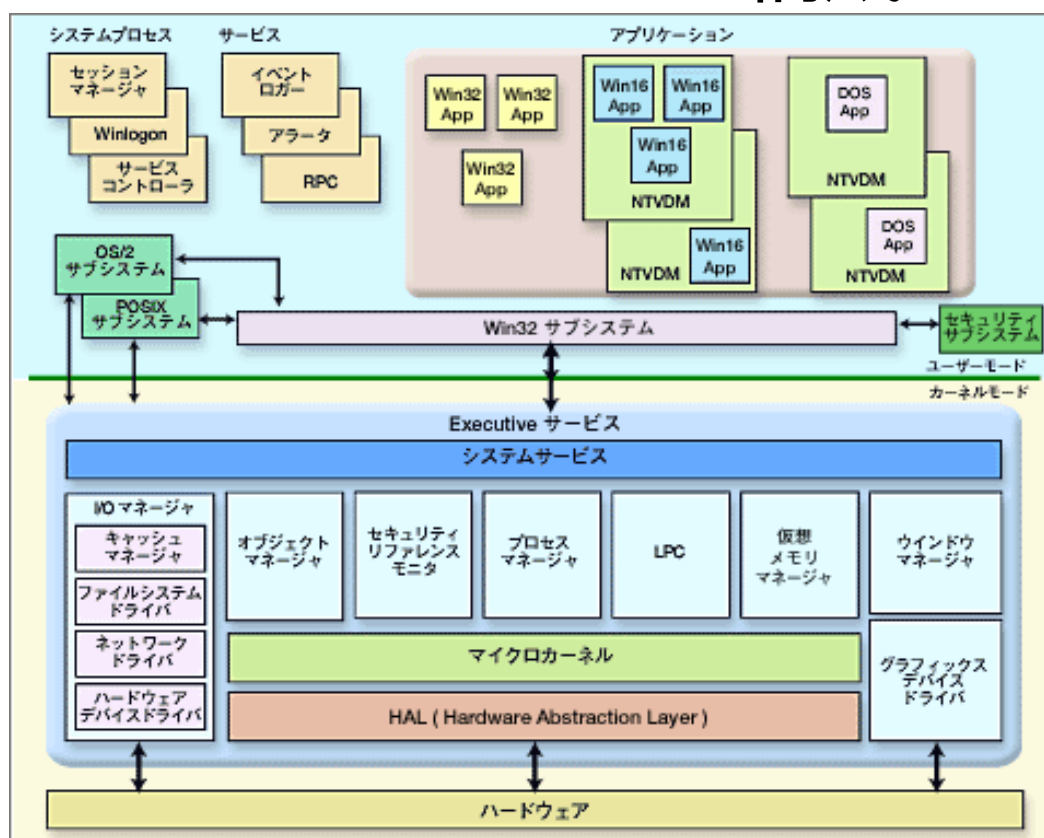 システムプロセス
サービス
アプリケーション
セッション
マネージャ
Winlogon
サービス
コントローラ
イベント
ロガー
アラータ
RPC
Win32
App
Win32
App
Win32
App
Win16
App
Win16
App
Win16
App
NTVDM
Win16
App
NTVDM
DOS
App
NTVDM
DOS
App
NTVDM
OS/2
サブシステム
POSIX
サブシステム
Win32 サブシステム
セキュリティ
サブシステム
ユーザーモード
カーネルモード
Executive サービス
システムサービス
I/O マネージャ
キャッシュ
マネージャ
ファイルシステム
ドライバ
ネットワーク
ドライバ
ハードウェア
デバイスドライバ
オブジェクト
マネージャ
セキュリティ
リファレンス
モニタ
プロセス
マネージャ
LPC
仮想
メモリ
マネージャ
ウインドウ
マネージャ
マイクロカーネル
HAL ( Hardware Abstraction Layer )
グラフィックス
デバイス
ドライバ
ハードウェア